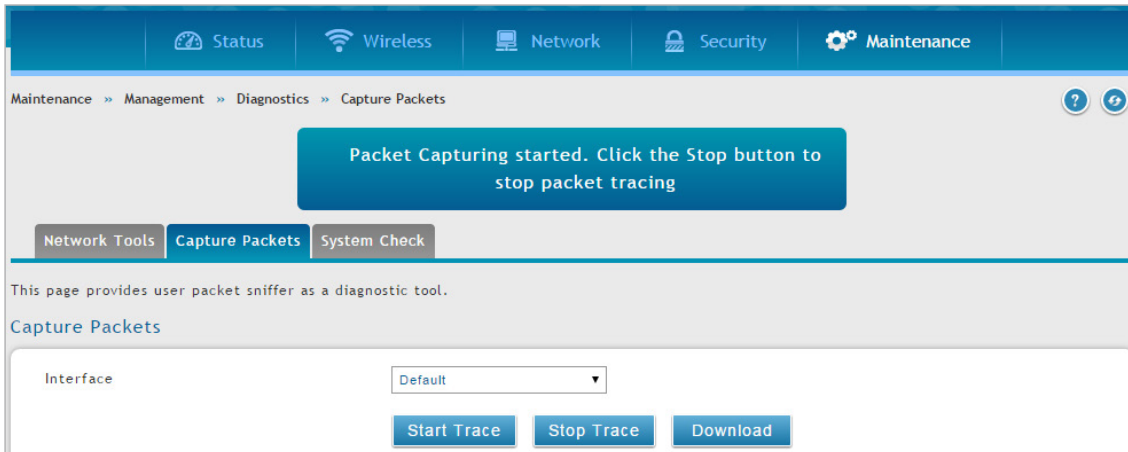 Status Wireless Network Security Maintenance
Maintenance » Management » Diagnostics » Capture Packets
?
Packet Capturing started. Click the Stop button to
stop packet tracing
Network Tools Capture Packets System Check
This page provides user packet sniffer as a diagnostic tool.
Capture Packets
Interface Default
Start Trace Stop Trace Download